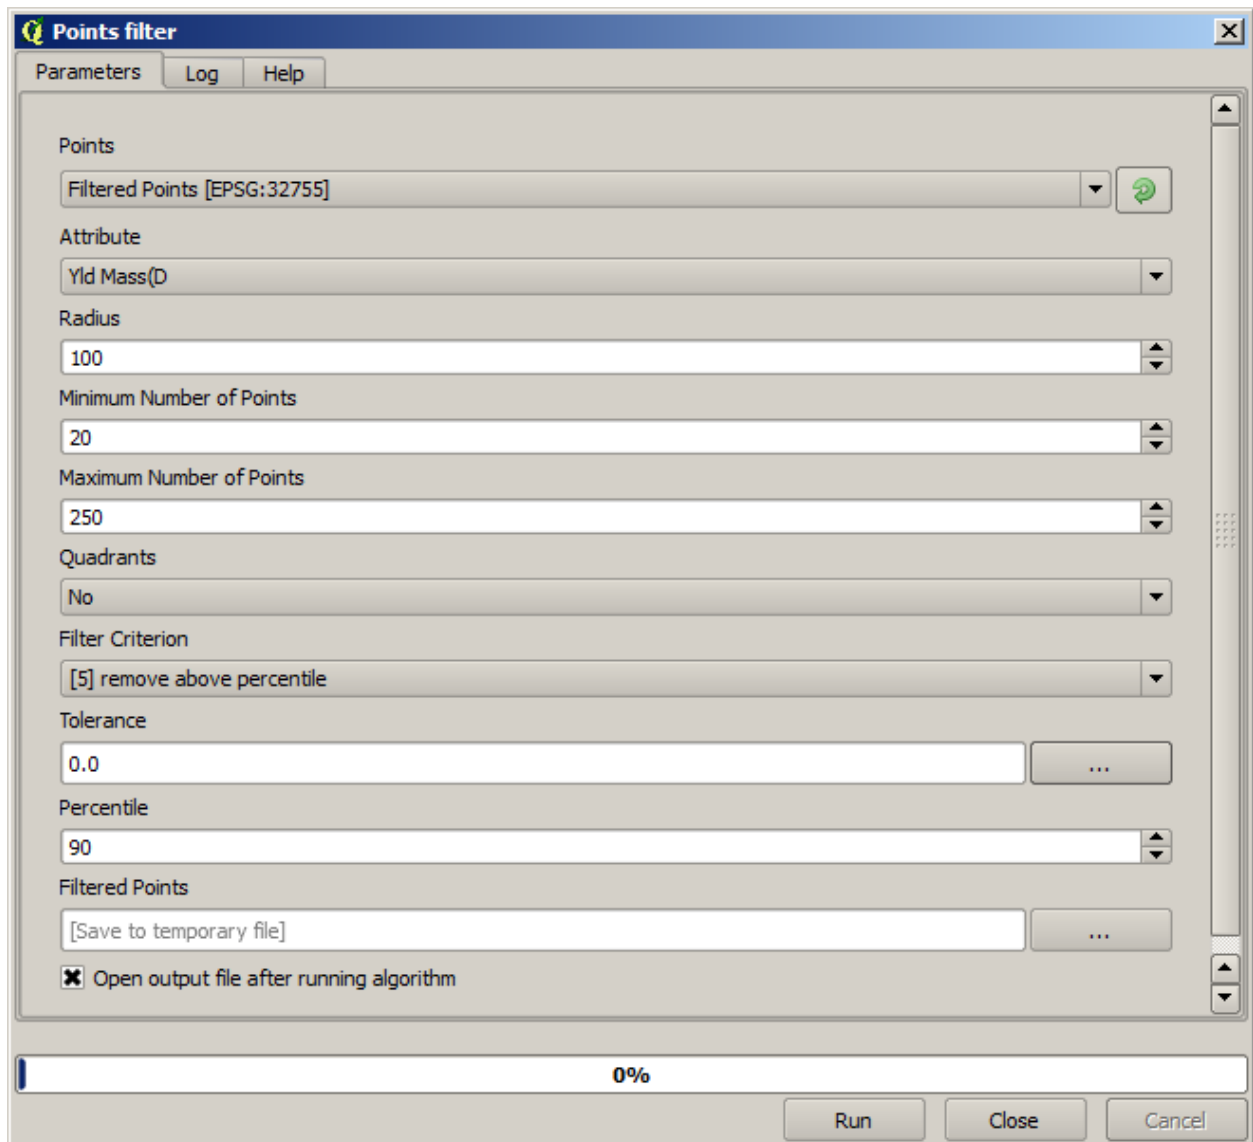 Points filter
Parameters Log Help
Points
Filtered Points [EPSG:32755]
Attribute
Yld Mass(D
Radius
100
Minimum Number of Points
20
Maximum Number of Points
250
Quadrants
No
Filter Criterion
[5] remove above percentile
Tolerance
0.0
...
Percentile
90
Filtered Points
[Save to temporary file]
...
Open output file after running algorithm
0%
Run Close Cancel